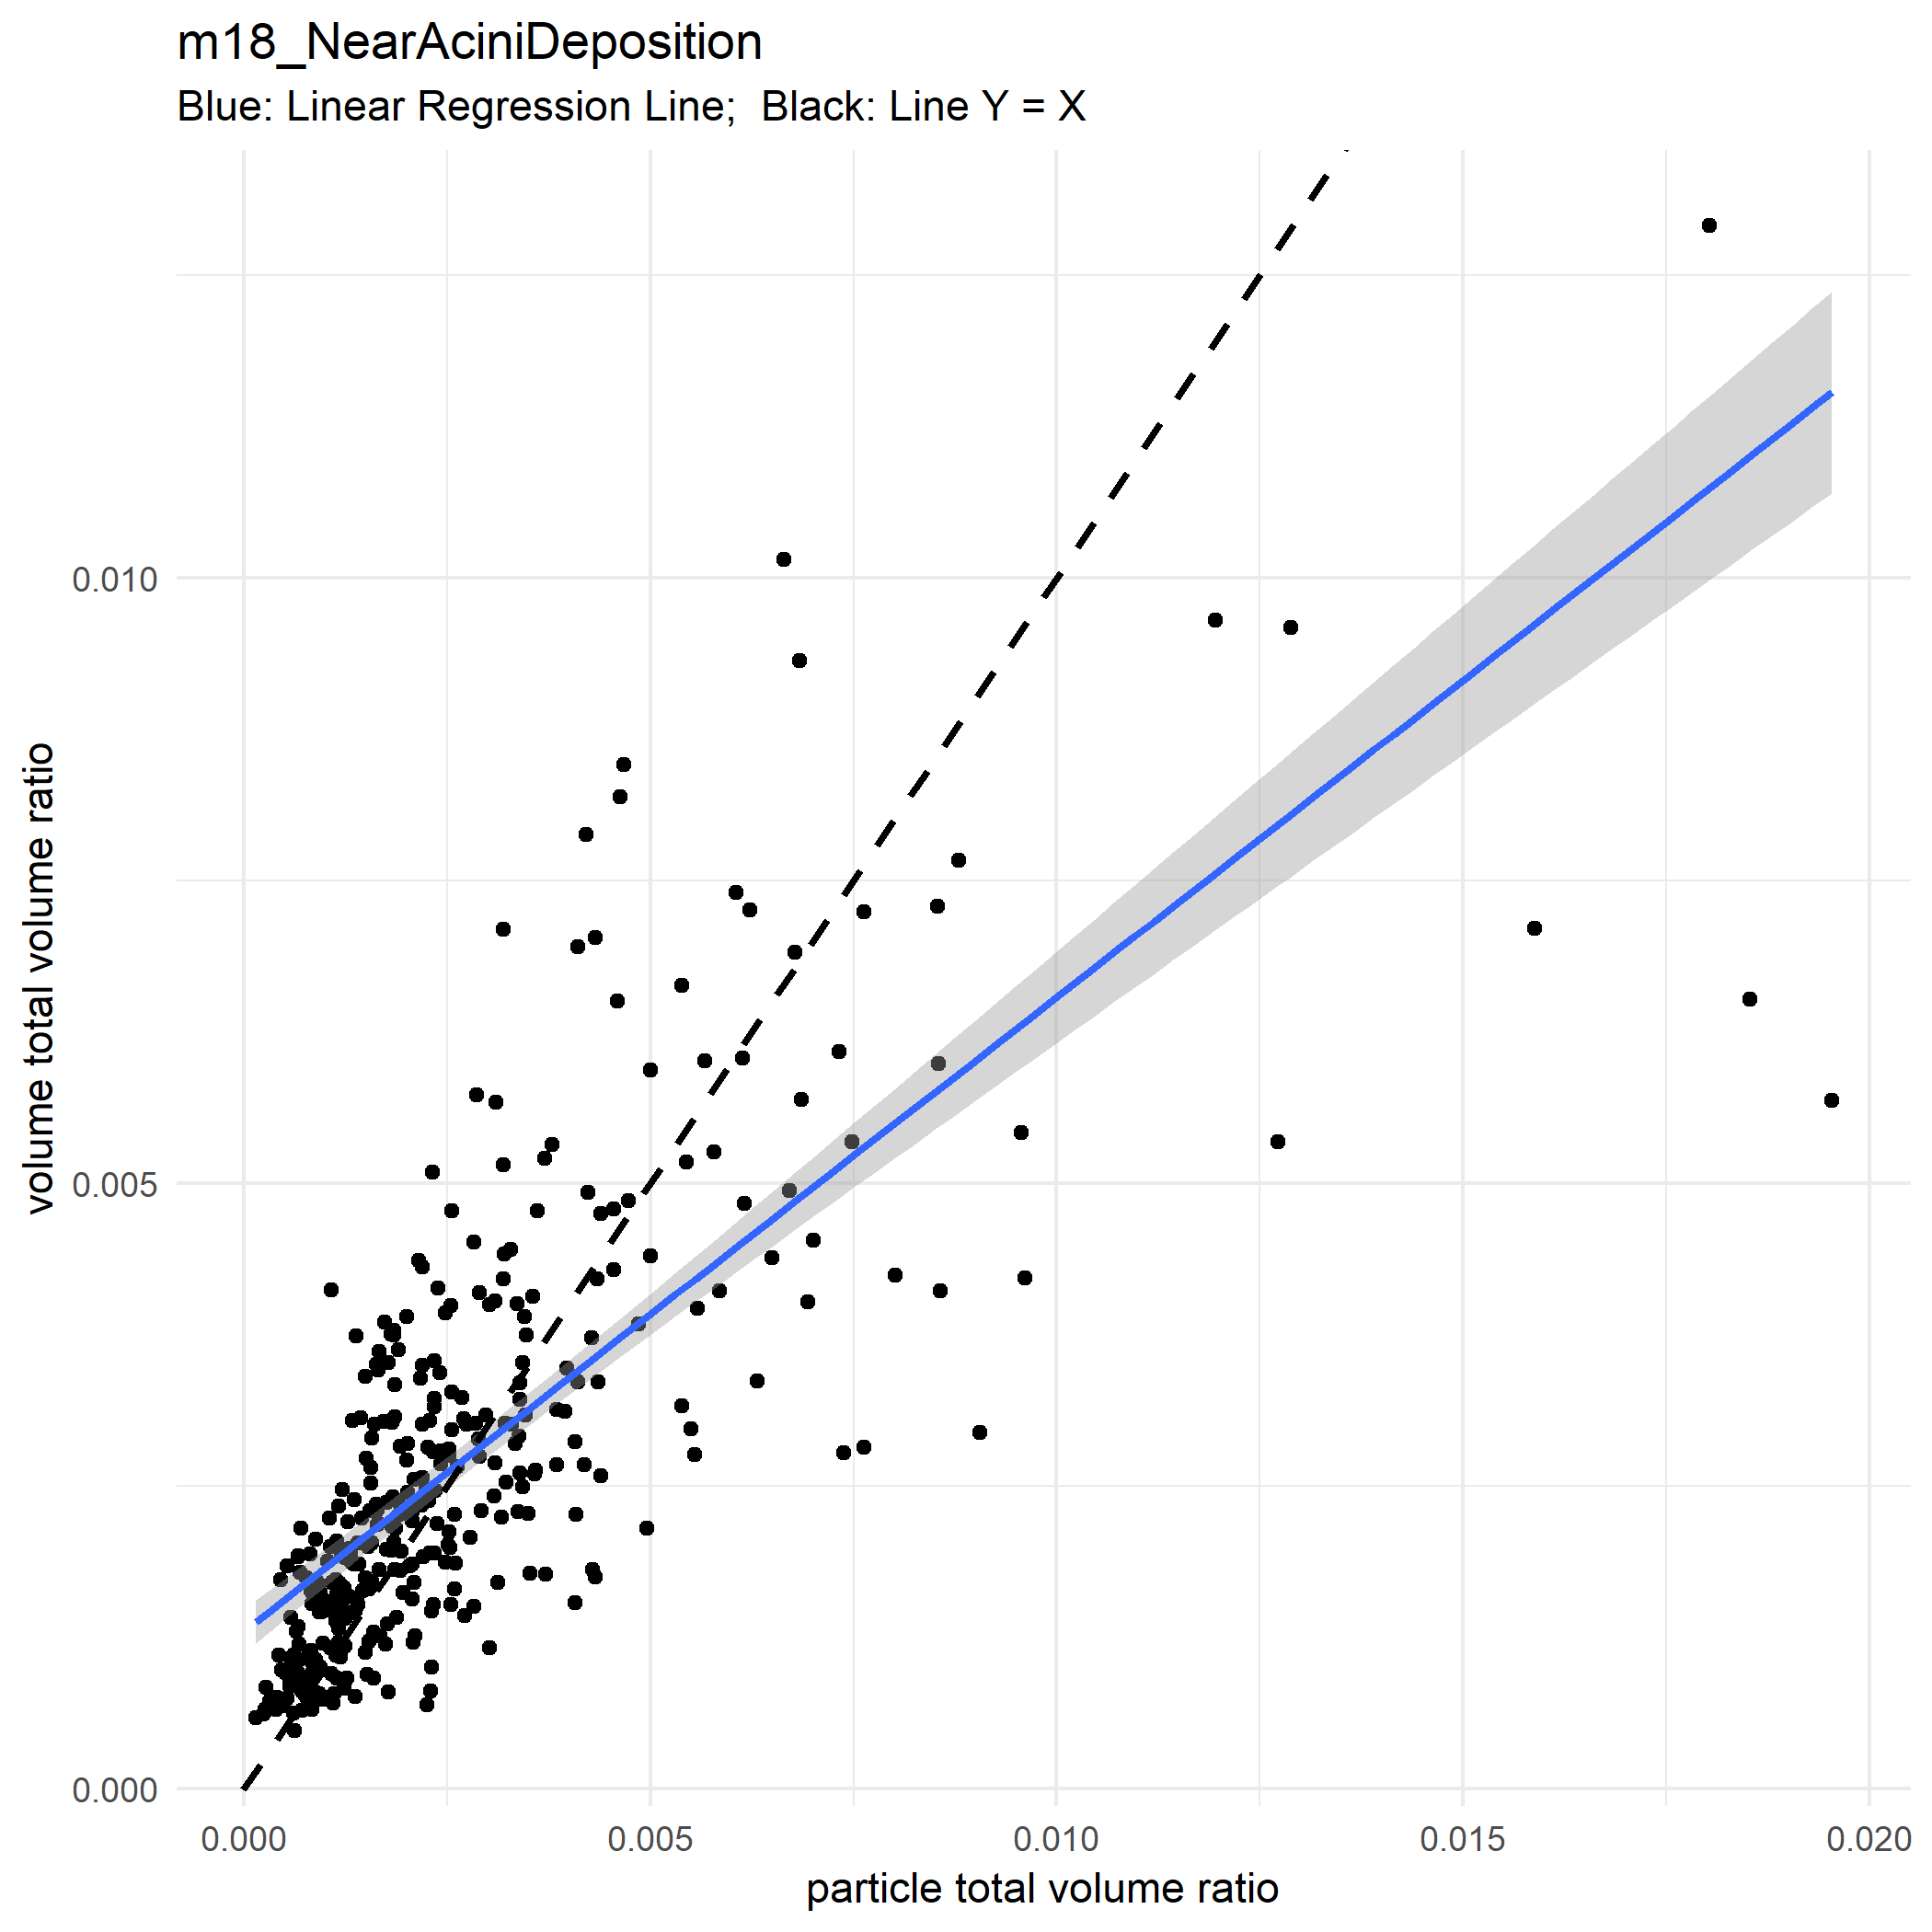 m18_NearAciniDeposition
Blue: Linear Regression Line;  Black: Line Y = X
volume total volume ratio
0.010
0.005
0.000
0.000 0.005 0.010 0.015 0.020
particle total volume ratio